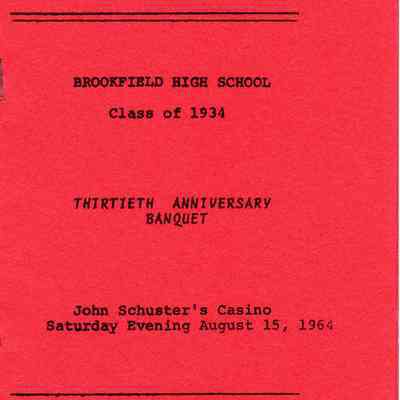 BROOKFIELD HIGH SCHOOL
Class of 1934
THIRTIETH ANNIVERSARY
BANQUET
John Schuster's Casino
Saturday Evening August 15, 1964